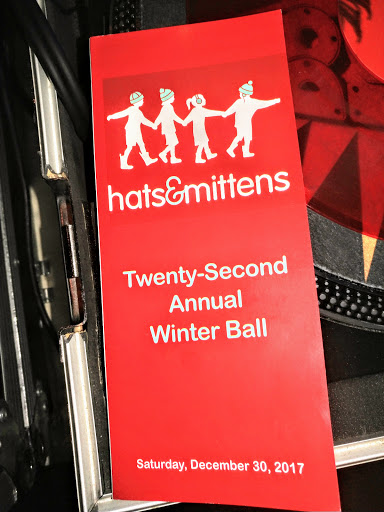 hats&mittens
Twenty-Second
Annual
Winter Ball
Saturday, December 30, 2017